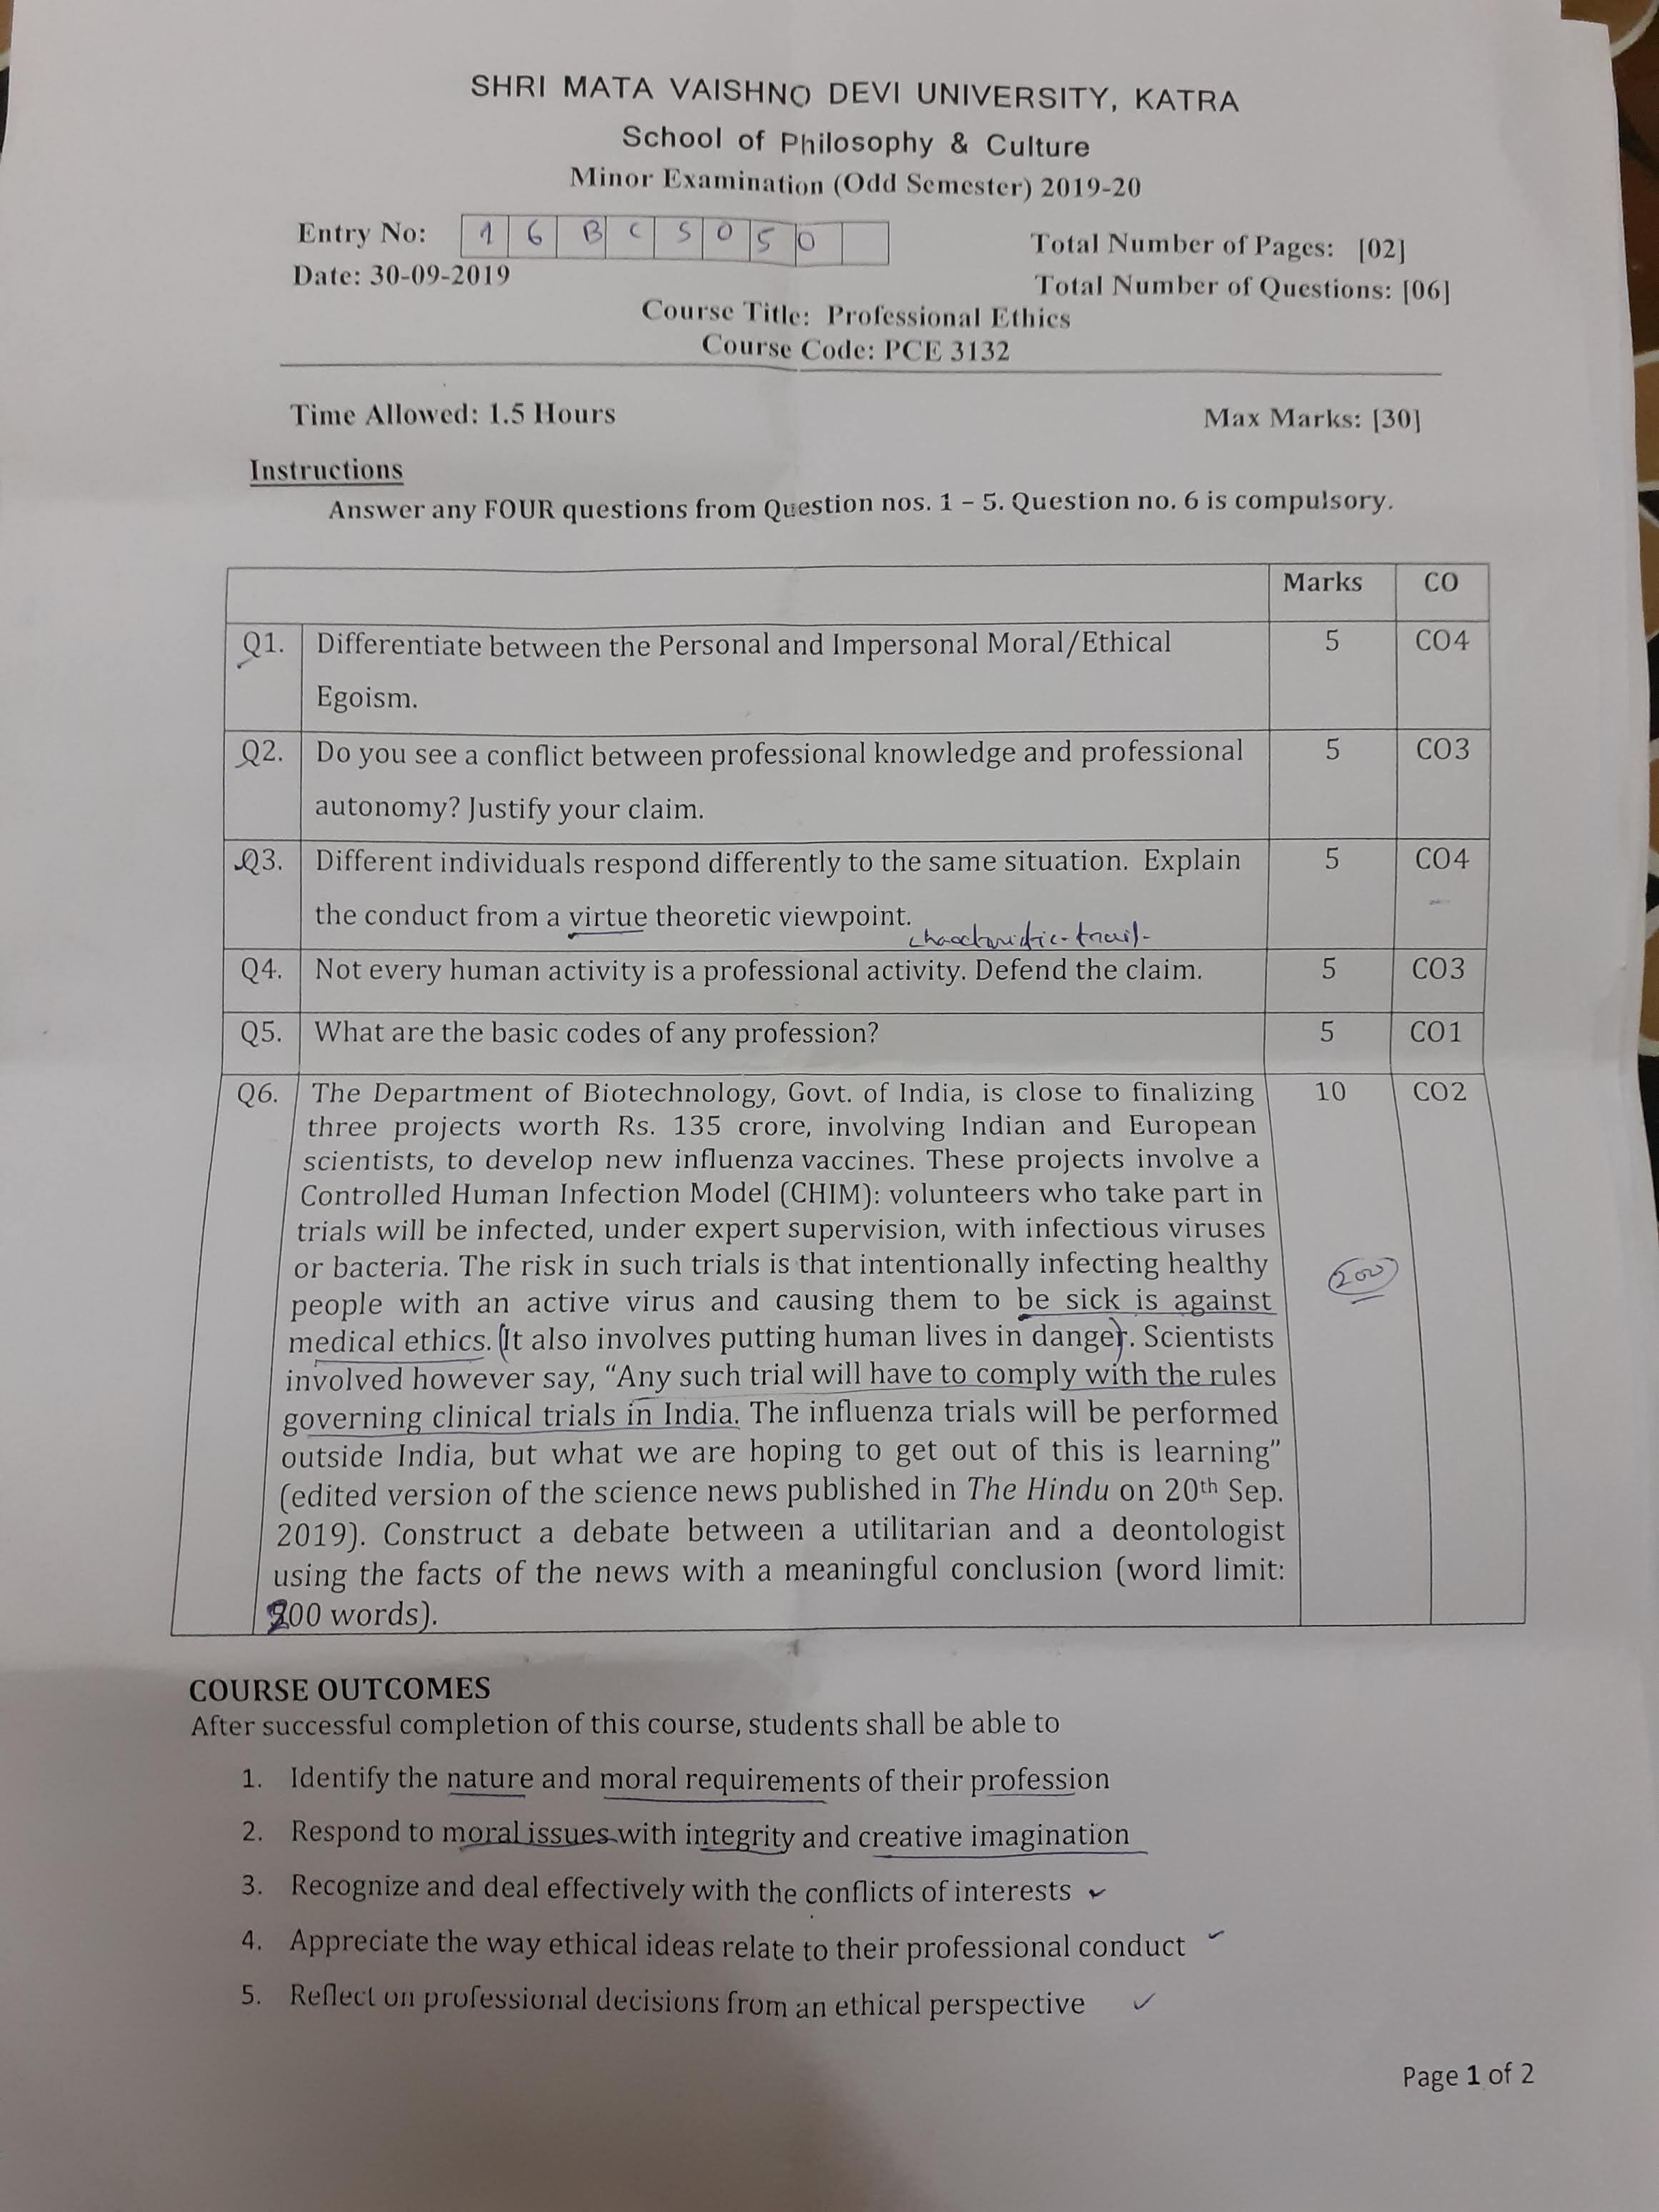 SHRI MATA VAISHNO DEVI UNIVERSITY, KATRA
School of Philosophy & Culture
Minor Examination (Odd Semester) 2019-20
Entry No: 16BCS050
Total Number of Pages: [02]
Date: 30-09-2019
Total Number of Questions: [06]
Course Title: Professional Ethics
Course Code: PCE 3132
Time Allowed: 1.5 Hours
Max Marks: [30]
Instructions
Answer any FOUR questions from Question nos. 1 – 5. Question no. 6 is compulsory.
Marks CO
Q1. Differentiate between the Personal and Impersonal Moral/Ethical 5 CO4
Egoism.
Q2. Do you see a conflict between professional knowledge and professional 5 CO3
autonomy? Justify your claim.
Q3. Different individuals respond differently to the same situation. Explain 5 CO4
the conduct from a virtue theoretic viewpoint.
Q4. Not every human activity is a professional activity. Defend the claim. 5 CO3
Q5. What are the basic codes of any profession? 5 CO1
Q6. The Department of Biotechnology, Govt. of India, is close to finalizing 10 CO2
three projects worth Rs. 135 crore, involving Indian and European
scientists, to develop new influenza vaccines. These projects involve a
Controlled Human Infection Model (CHIM): volunteers who take part in
trials will be infected, under expert supervision, with infectious viruses
or bacteria. The risk in such trials is that intentionally infecting healthy
200
people with an active virus and causing them to be sick is against
medical ethics. (It also involves putting human lives in danger). Scientists
involved however say, “Any such trial will have to comply with the rules
governing clinical trials in India. The influenza trials will be performed
outside India, but what we are hoping to get out of this is learning”
(edited version of the science news published in The Hindu on 20th Sep.
2019). Construct a debate between a utilitarian and a deontologist
using the facts of the news with a meaningful conclusion (word limit:
200 words).
COURSE OUTCOMES
After successful completion of this course, students shall be able to
1. Identify the nature and moral requirements of their profession
2. Respond to moral issues with integrity and creative imagination
3. Recognize and deal effectively with the conflicts of interests
4. Appreciate the way ethical ideas relate to their professional conduct
5. Reflect on professional decisions from an ethical perspective
Page 1 of 2